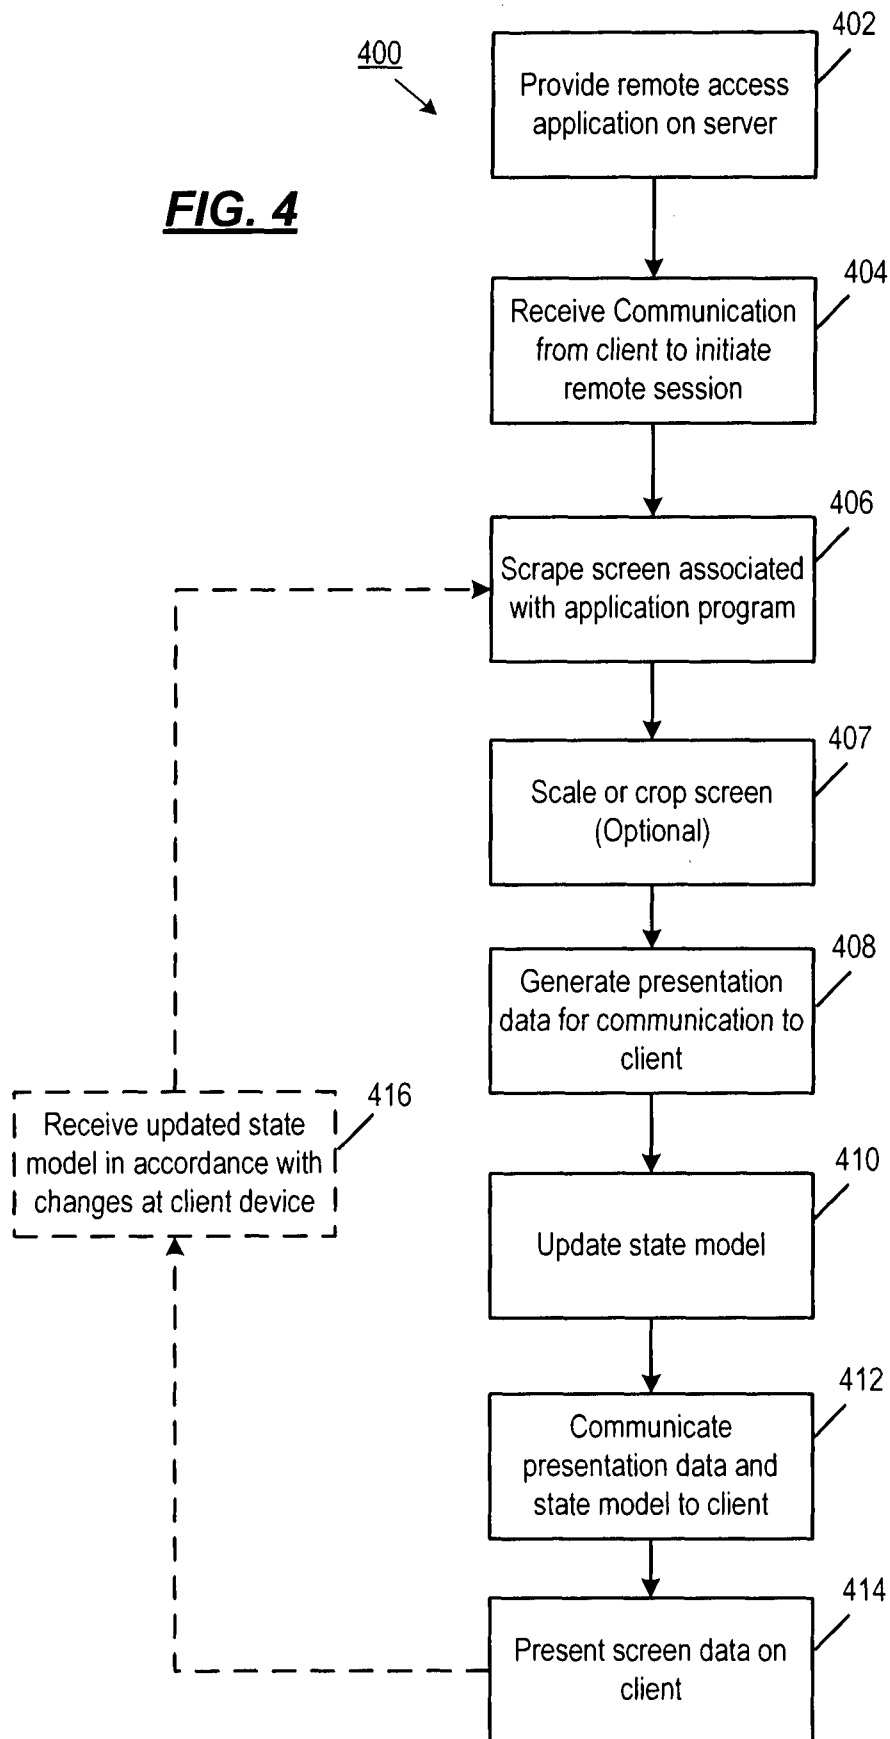 400
FIG. 4
402
Provide remote access
application on server
404
Receive Communication
from client to initiate
remote session
406
Scrape screen associated
with application program
407
Scale or crop screen
(Optional)
408
Generate presentation
data for communication to
client
416
Receive updated state
model in accordance with
changes at client device
410
Update state model
412
Communicate
presentation data and
state model to client
414
Present screen data on
client